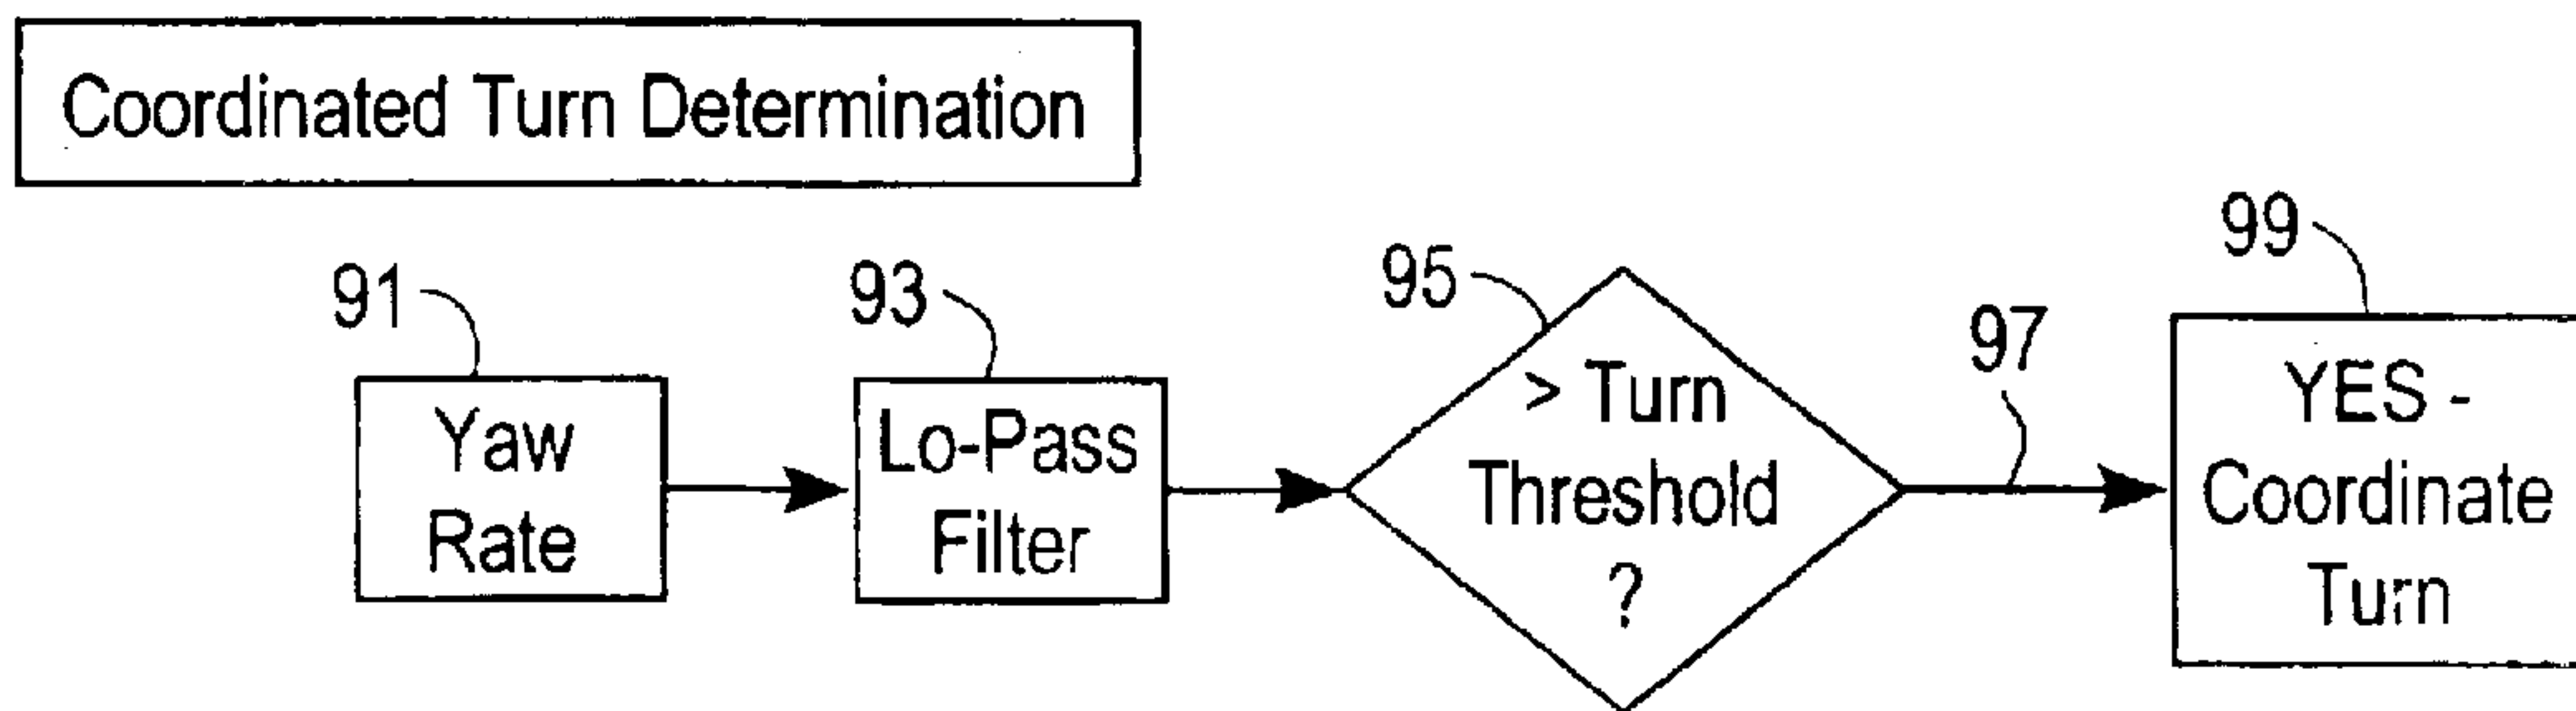 Coordinated Turn Determination
91
93
95
97
99
Yaw
Rate
Lo-Pass
Filter
> Turn
Threshold
?
YES -
Coordinate
Turn